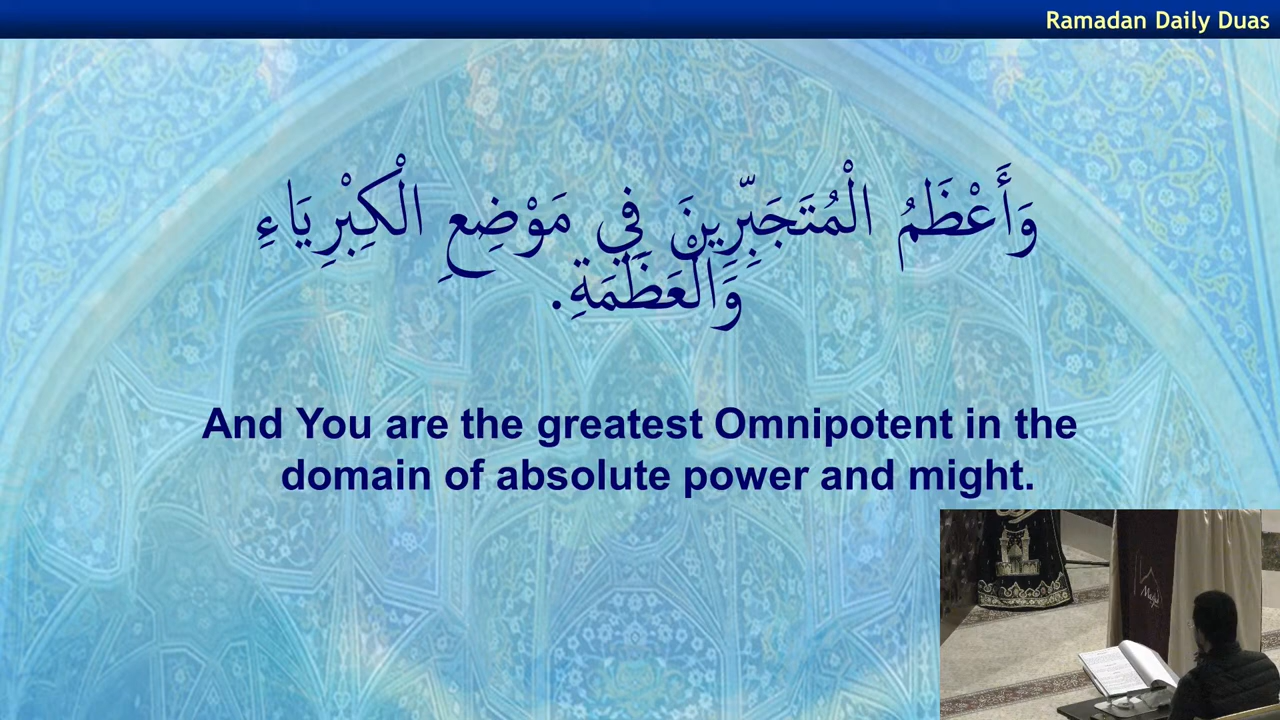 Ramadan Daily Duas
وَأَعْظَمُ الْمُتَجَبِّرِينَ فِي مَوْضِعِ الْكِبْرِيَاءِ
وَالْعَظَمَةِ.
And You are the greatest Omnipotent in the
domain of absolute power and might.